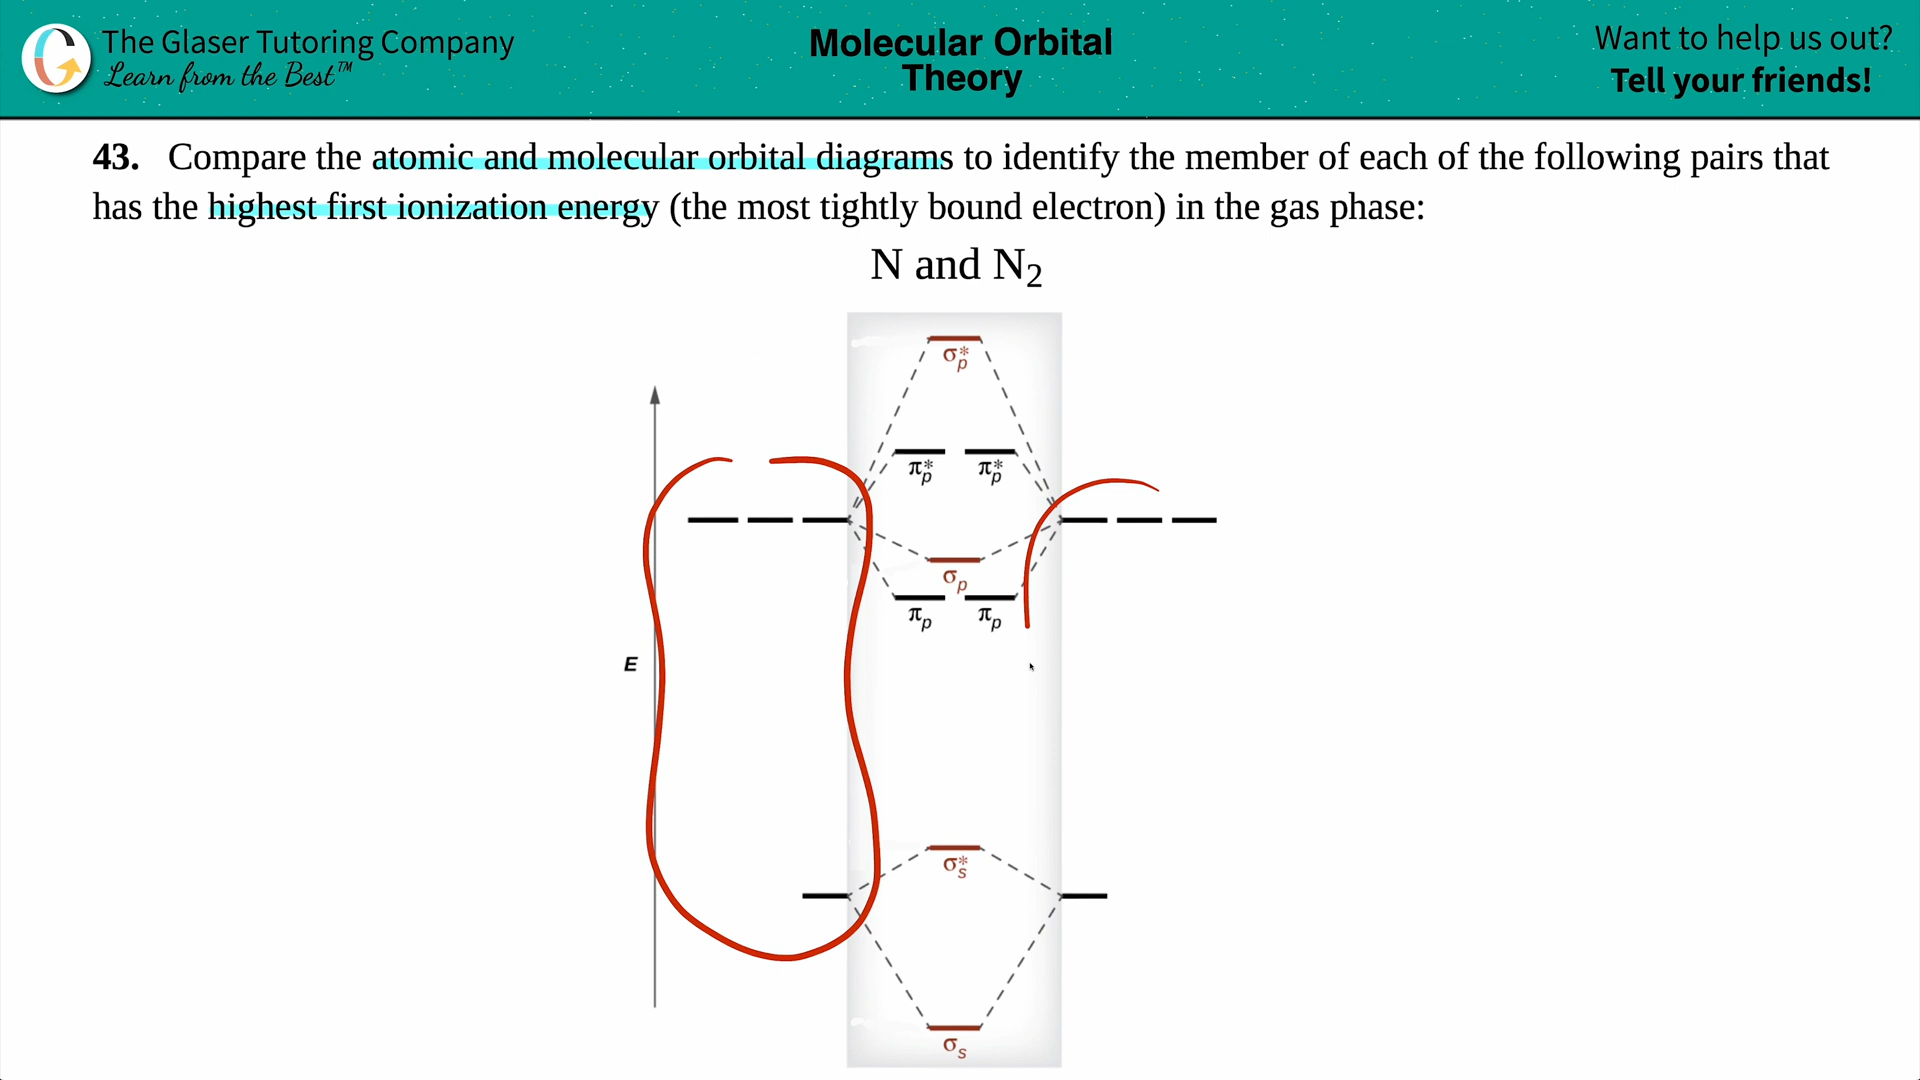 The Glaser Tutoring Company
Learn from the Best™
Molecular Orbital
Theory
Want to help us out?
Tell your friends!
43. Compare the atomic and molecular orbital diagrams to identify the member of each of the following pairs that
has the highest first ionization energy (the most tightly bound electron) in the gas phase:
N and N₂
σ*p
π*p π*p
σp
πp πp
E
σ*s
σs